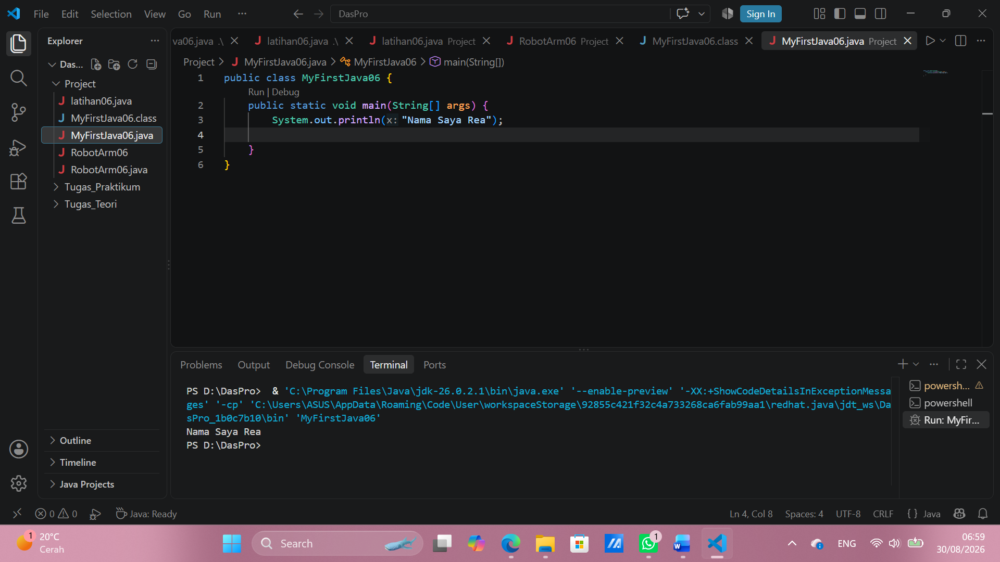 File Edit Selection View Go Run ··· DasPro Sign In
Explorer ···
va06.java .\ latihan06.java .\ latihan06.java Project RobotArm06 Project MyFirstJava06.class MyFirstJava06.java Project
Project > MyFirstJava06.java > MyFirstJava06 > main(String[])
Das...
Project
latihan06.java
MyFirstJava06.class
MyFirstJava06.java
RobotArm06
RobotArm06.java
Tugas_Praktikum
Tugas_Teori
Outline
Timeline
Java Projects
1 public class MyFirstJava06 {
Run | Debug
2 public static void main(String[] args) {
3 System.out.println(x: "Nama Saya Rea");
4
5 }
6 }
Problems Output Debug Console Terminal Ports
PS D:\DasPro>  & 'C:\Program Files\Java\jdk-26.0.2.1\bin\java.exe' '--enable-preview' '-XX:+ShowCodeDetailsInExceptionMessa
ges' '-cp' 'C:\Users\ASUS\AppData\Roaming\Code\User\workspaceStorage\92855c421f32c4a733268ca6fab99aa1\redhat.java\jdt_ws\Da
sPro_1b0c7b10\bin' 'MyFirstJava06'
Nama Saya Rea
PS D:\DasPro>
powersh...
powershell
Run: MyFir...
0 0 Java: Ready Ln 4, Col 8 Spaces: 4 UTF-8 CRLF { } Java
1 20°C
Cerah
Search
W
1
ENG
06:59
30/08/2026